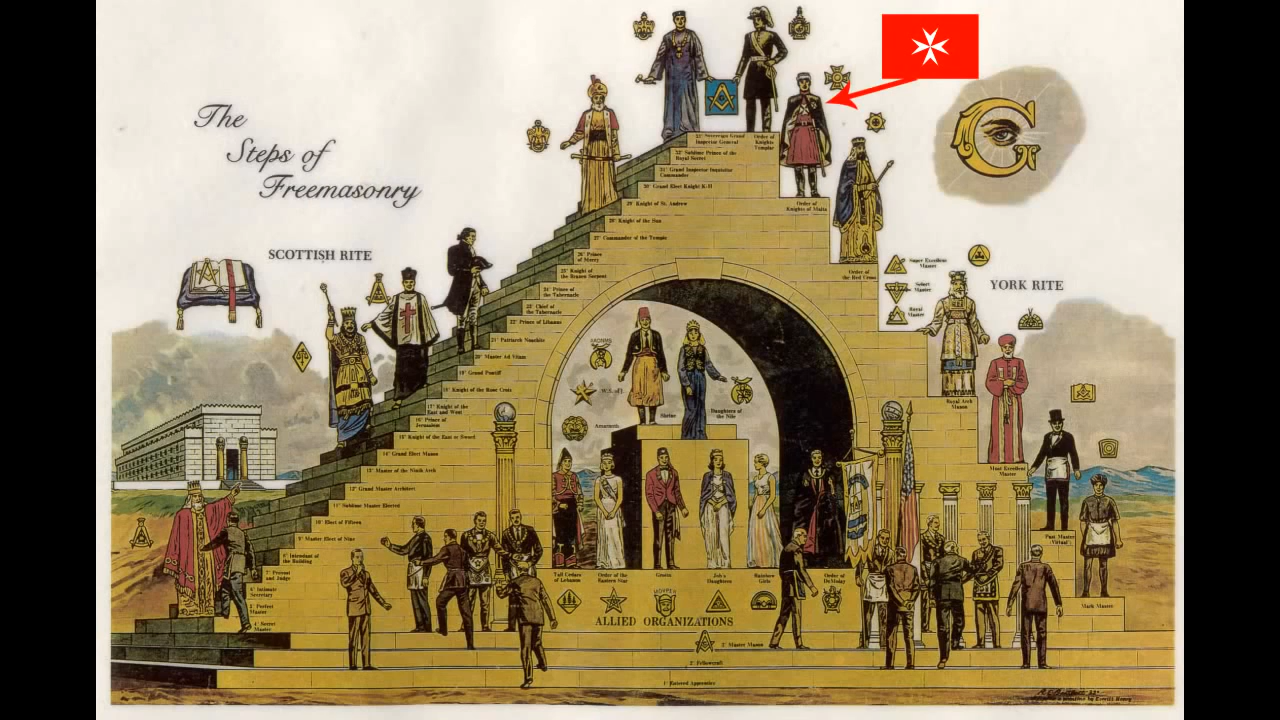 The
Steps of
Freemasonry
SCOTTISH RITE
YORK RITE
33° Sovereign Grand
Inspector General
32° Sublime Prince of the
Royal Secret
31° Grand Inspector Inquisitor
Commander
30° Grand Elect Knight K-H
29° Knight of St. Andrew
28° Knight of the Sun
27° Commander of the Temple
26° Prince
of Mercy
25° Knight of
the Brazen Serpent
24° Prince of
the Tabernacle
23° Chief of
the Tabernacle
22° Prince of Libanus
21° Patriarch Noachite
20° Master Ad Vitam
19° Grand Pontiff
18° Knight of the Rose Croix
17° Knight of the
East and West
16° Prince of
Jerusalem
15° Knight of the East or Sword
14° Grand Elect Mason
13° Master of the Ninth Arch
12° Grand Master Architect
11° Sublime Master Elected
10° Elect of Fifteen
9° Master Elect of Nine
8° Intendant of
the Building
7° Provost
and Judge
6° Intimate
Secretary
5° Perfect
Master
4° Secret
Master
Order of
Knights
Templar
Order of
Knights of Malta
Order of
the Red Cross
Super Excellent
Master
Select
Master
Royal
Master
Royal Arch
Mason
Most Excellent
Master
Past Master
(Virtual)
Mark Master
G
AAONMS
W.S. of J.
Amaranth
Shrine
Daughters of
the Nile
Tall Cedars
of Lebanon
Order of the
Eastern Star
Grotto
Job's
Daughters
Rainbow
Girls
Order of
DeMolay
MOVPER
ALLIED ORGANIZATIONS
3° Master Mason
2° Fellowcraft
1° Entered Apprentice